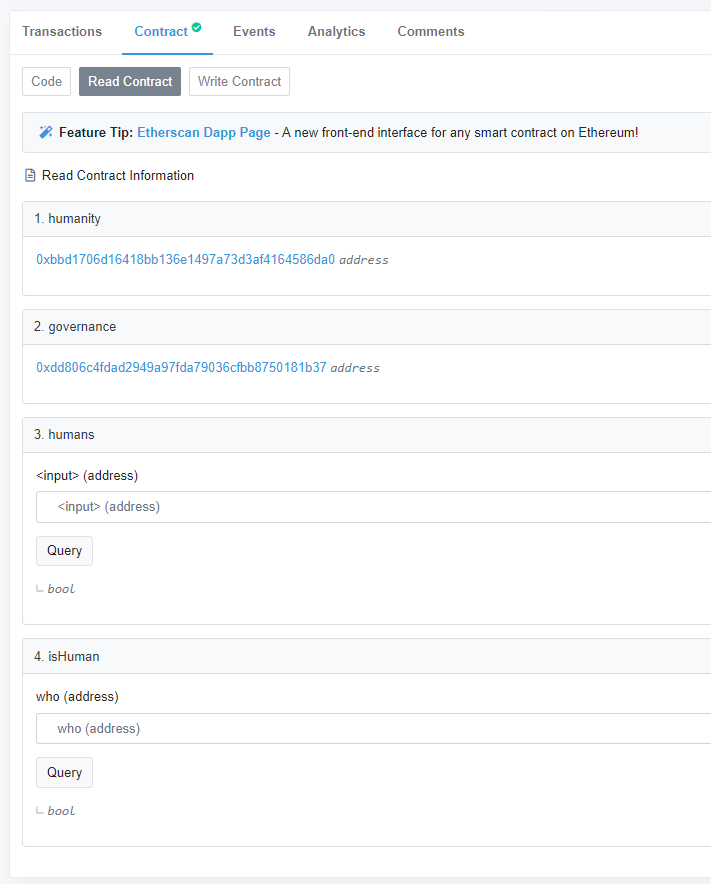 Transactions Contract Events Analytics Comments
Code Read Contract Write Contract
Feature Tip: Etherscan Dapp Page - A new front-end interface for any smart contract on Ethereum!
Read Contract Information
1. humanity
0xbbd1706d16418bb136e1497a73d3af4164586da0 address
2. governance
0xdd806c4fdad2949a97fda79036cfbb8750181b37 address
3. humans
<input> (address)
<input> (address)
Query
bool
4. isHuman
who (address)
who (address)
Query
bool